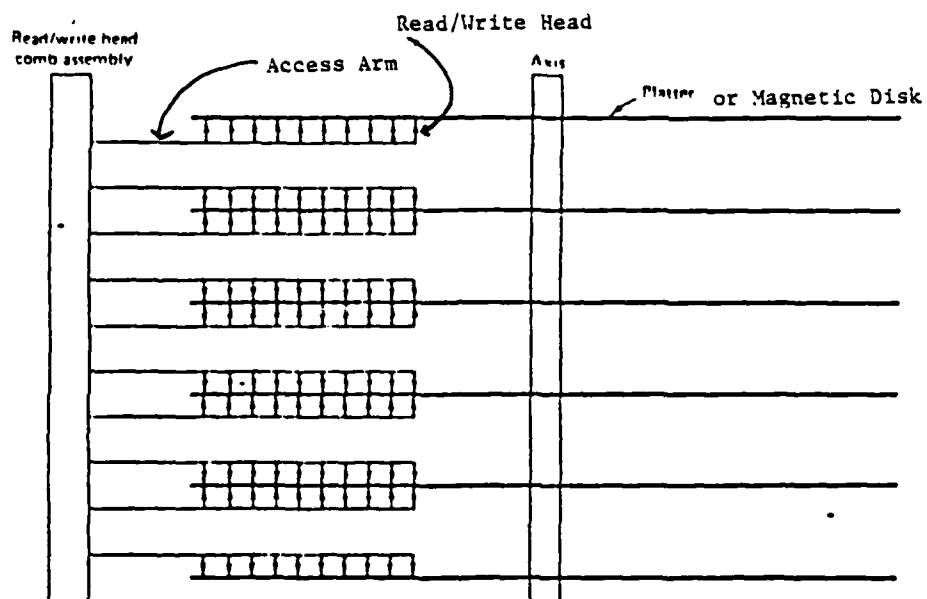 Read/Write Head
Read/write head
comb assembly
Access Arm
Axis
Platter or Magnetic Disk